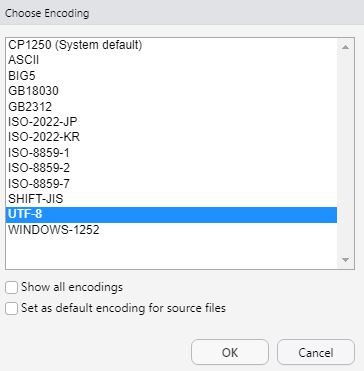 Choose Encoding
CP1250 (System default)
ASCII
BIG5
GB18030
GB2312
ISO-2022-JP
ISO-2022-KR
ISO-8859-1
ISO-8859-2
ISO-8859-7
SHIFT-JIS
UTF-8
WINDOWS-1252
Show all encodings
Set as default encoding for source files
OK Cancel